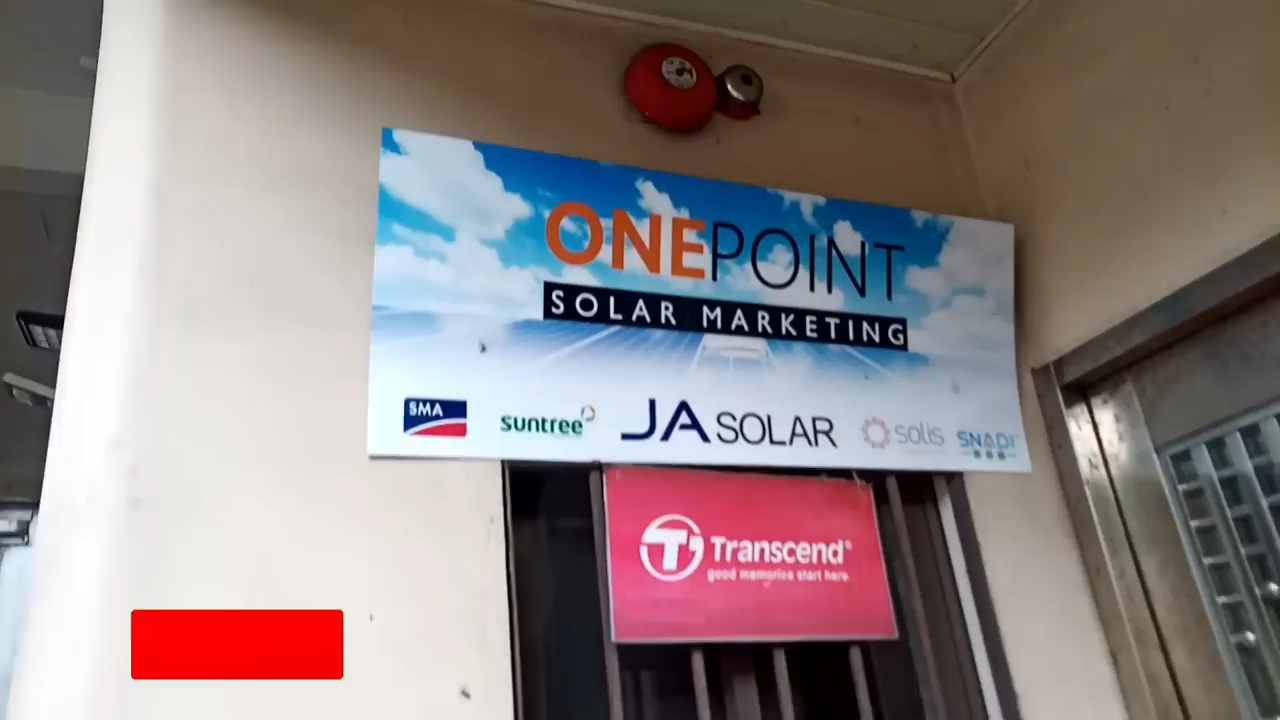 ONEPOINT
SOLAR MARKETING
SMA suntree JA SOLAR solis SNADI
Transcend®
good memories start here